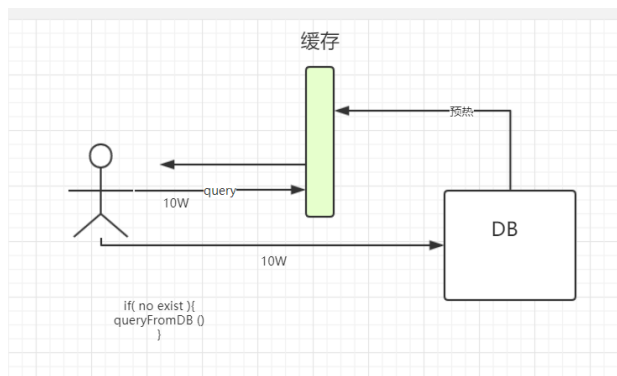 缓存
预热
query
10W
DB
10W
if( no exist ){
queryFromDB ()
}